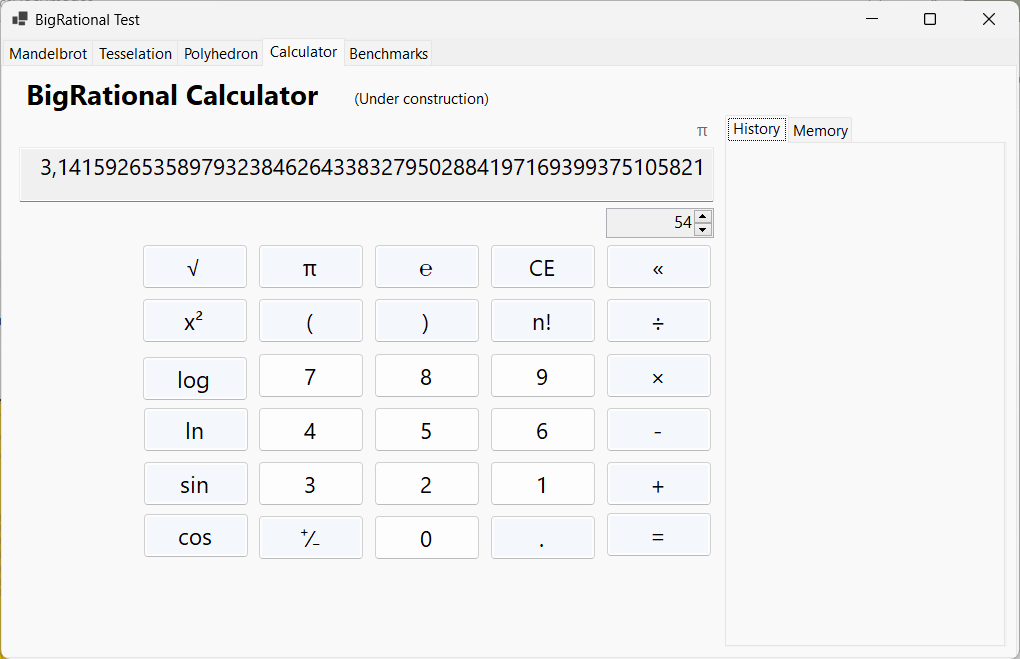 BigRational Test
Mandelbrot Tesselation Polyhedron Calculator Benchmarks
BigRational Calculator (Under construction)
π
3,141592653589793238462643383279502884197169399375105821
History Memory
54
√ π e CE «
x² ( ) n! ÷
log 7 8 9 ×
ln 4 5 6 -
sin 3 2 1 +
cos ⁺⁄₋ 0 . =